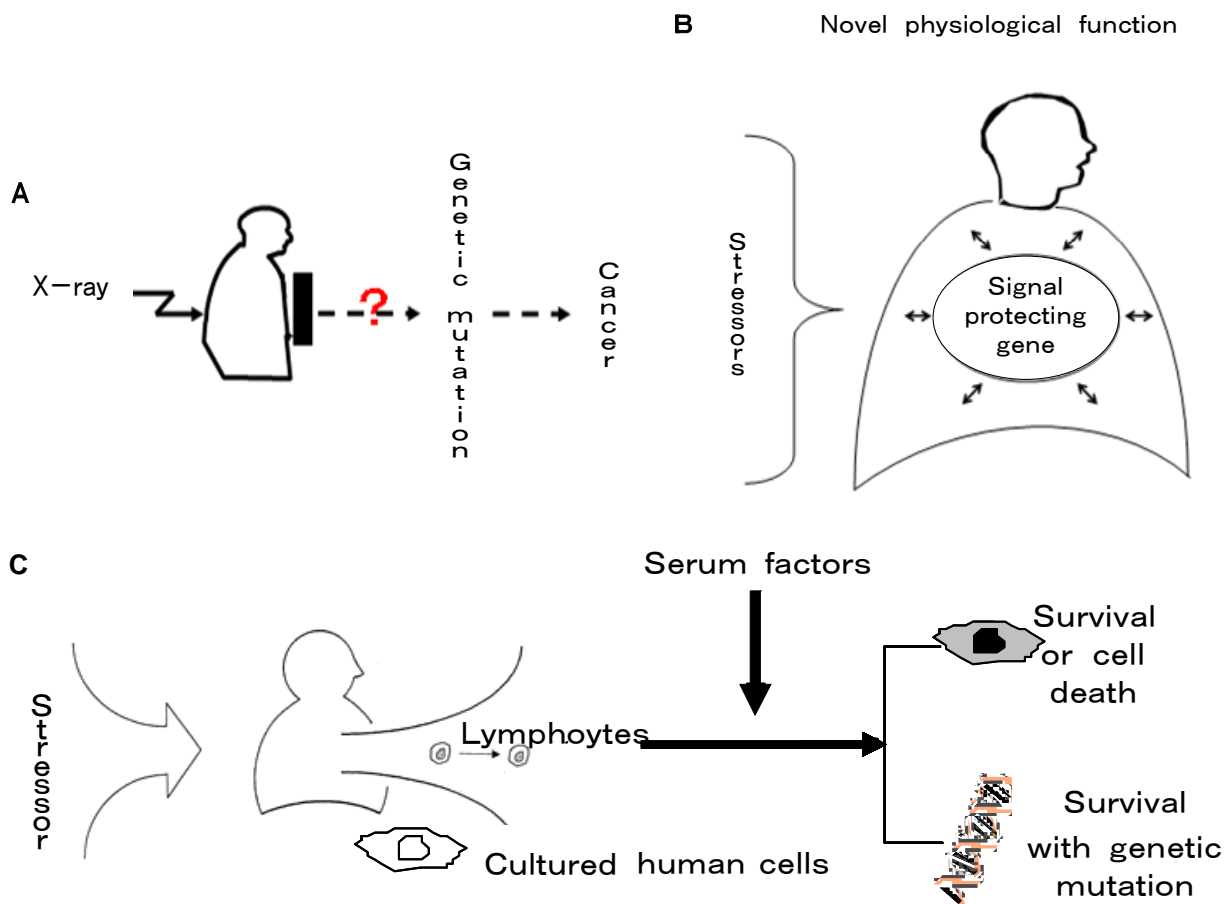 A
X-ray
?
Genetic mutation
Cancer
B
Novel physiological function
Stressors
Signal
protecting
gene
C
Stressor
Lymphoytes
Cultured human cells
Serum factors
Survival
or cell
death
Survival
with genetic
mutation